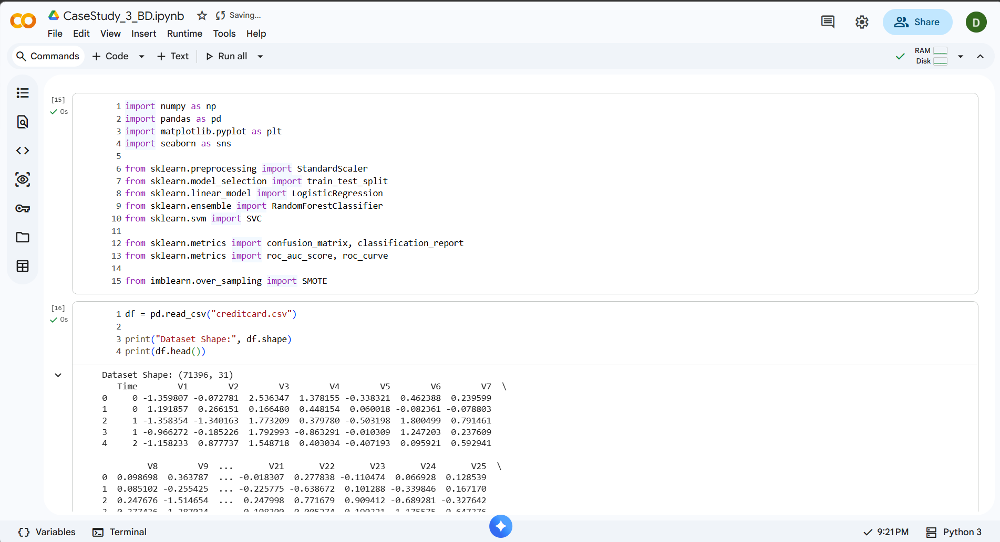 CaseStudy_3_BD.ipynb
Saving...
File Edit View Insert Runtime Tools Help
Share
D
Commands
+ Code
+ Text
Run all
RAM
Disk
[15]
0s
1 import numpy as np
2 import pandas as pd
3 import matplotlib.pyplot as plt
4 import seaborn as sns
5
6 from sklearn.preprocessing import StandardScaler
7 from sklearn.model_selection import train_test_split
8 from sklearn.linear_model import LogisticRegression
9 from sklearn.ensemble import RandomForestClassifier
10 from sklearn.svm import SVC
11
12 from sklearn.metrics import confusion_matrix, classification_report
13 from sklearn.metrics import roc_auc_score, roc_curve
14
15 from imblearn.over_sampling import SMOTE
[16]
0s
1 df = pd.read_csv("creditcard.csv")
2
3 print("Dataset Shape:", df.shape)
4 print(df.head())
Dataset Shape: (71396, 31)
Time V1 V2 V3 V4 V5 V6 V7 \
0 0 -1.359807 -0.072781 2.536347 1.378155 -0.338321 0.462388 0.239599
1 0 1.191857 0.266151 0.166480 0.448154 0.060018 -0.082361 -0.078803
2 1 -1.358354 -1.340163 1.773209 0.379780 -0.503198 1.800499 0.791461
3 1 -0.966272 -0.185226 1.792993 -0.863291 -0.010309 1.247203 0.237609
4 2 -1.158233 0.877737 1.548718 0.403034 -0.407193 0.095921 0.592941
V8 V9 ... V21 V22 V23 V24 V25 \
0 0.098698 0.363787 ... -0.018307 0.277838 -0.110474 0.066928 0.128539
1 0.085102 -0.255425 ... -0.225775 -0.638672 0.101288 -0.339846 0.167170
2 0.247676 -1.514654 ... 0.247998 0.771679 0.909412 -0.689281 -0.327642
Variables
Terminal
9:21 PM
Python 3